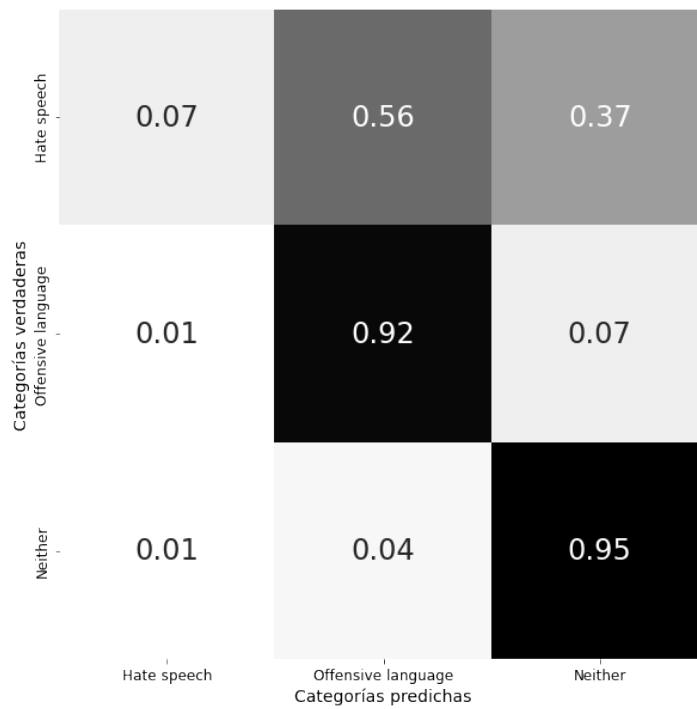 Categorías verdaderas
Hate speech
0.07 0.56 0.37
Offensive language
0.01 0.92 0.07
Neither
0.01 0.04 0.95
Hate speech Offensive language Neither
Categorías predichas